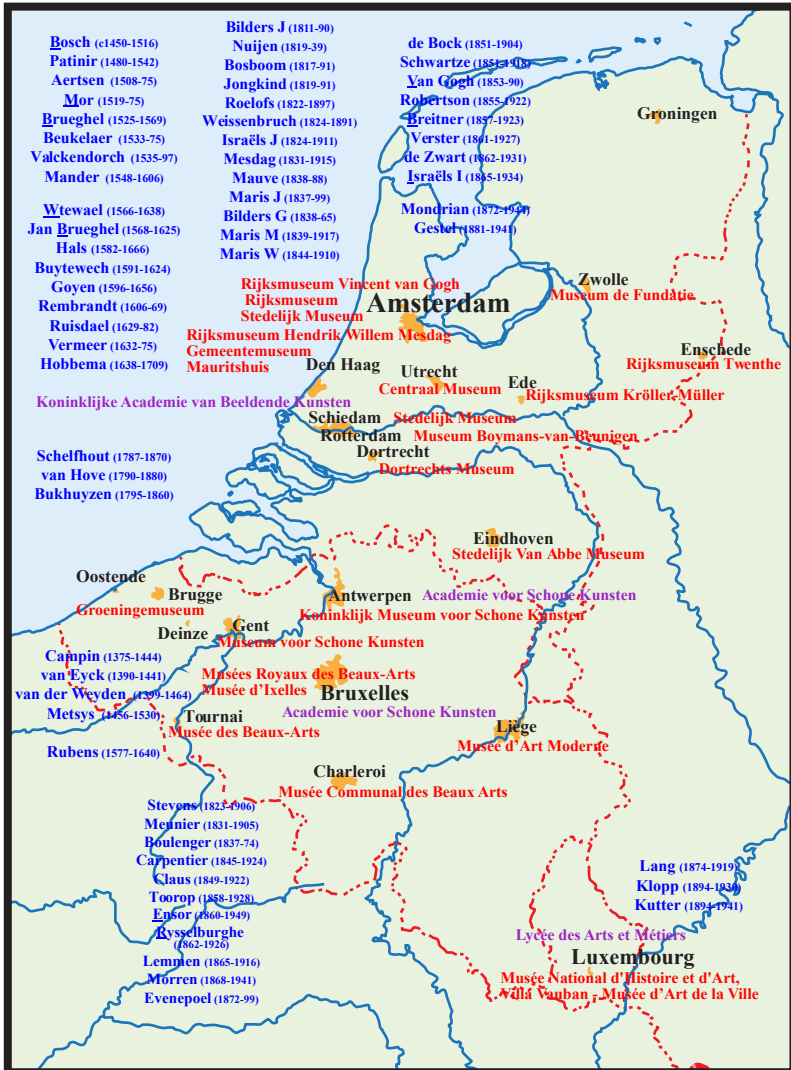 Bosch (c1450-1516)
Patinir (1480-1542)
Aertsen (1508-75)
Mor (1519-75)
Brueghel (1525-1569)
Beukelaer (1533-75)
Valckendorch (1535-97)
Mander (1548-1606)
Wtewael (1566-1638)
Jan Brueghel (1568-1625)
Hals (1582-1666)
Buytewech (1591-1624)
Goyen (1596-1656)
Rembrandt (1606-69)
Ruisdael (1629-82)
Vermeer (1632-75)
Hobbema (1638-1709)
Bilders J (1811-90)
Nuijen (1819-39)
Bosboom (1817-91)
Jongkind (1819-91)
Roelofs (1822-1897)
Weissenbruch (1824-1891)
Israëls J (1824-1911)
Mesdag (1831-1915)
Mauve (1838-88)
Maris J (1837-99)
Bilders G (1838-65)
Maris M (1839-1917)
Maris W (1844-1910)
de Bock (1851-1904)
Schwartze (1851-1918)
Van Gogh (1853-90)
Robertson (1855-1922)
Breitner (1857-1923)
Verster (1861-1927)
de Zwart (1862-1931)
Israëls I (1865-1934)
Mondrian (1872-1944)
Gestel (1881-1941)
Groningen
Rijksmuseum Vincent van Gogh
Rijksmuseum
Stedelijk Museum
Amsterdam
Zwolle
Museum de Fundatie
Rijksmuseum Hendrik Willem Mesdag
Gemeentemuseum
Mauritshuis
Den Haag
Utrecht
Centraal Museum
Ede
Rijksmuseum Kröller-Müller
Enschede
Rijksmuseum Twenthe
Koninklijke Academie van Beeldende Kunsten
Schiedam
Stedelijk Museum
Rotterdam
Museum Boymans-van-Beunigen
Dortrecht
Dortrechts Museum
Schelfhout (1787-1870)
van Hove (1790-1880)
Bukhuyzen (1795-1860)
Eindhoven
Stedelijk Van Abbe Museum
Oostende
Brugge
Groeningemuseum
Antwerpen
Academie voor Schone Kunsten
Koninklijk Museum voor Schone Kunsten
Deinze
Gent
Museum voor Schone Kunsten
Campin (1375-1444)
van Eyck (1390-1441)
van der Weyden (1399-1464)
Metsys (1456-1530)
Rubens (1577-1640)
Musées Royaux des Beaux-Arts
Musée d'Ixelles
Bruxelles
Academie voor Schone Kunsten
Tournai
Musée des Beaux-Arts
Liège
Musée d'Art Moderne
Charleroi
Musée Communal des Beaux Arts
Stevens (1823-1906)
Meunier (1831-1905)
Boulenger (1837-74)
Carpentier (1845-1924)
Claus (1849-1922)
Toorop (1858-1928)
Ensor (1860-1949)
Rysselburghe
(1862-1926)
Lemmen (1865-1916)
Morren (1868-1941)
Evenepoel (1872-99)
Lang (1874-1919)
Klopp (1894-1930)
Kutter (1894-1941)
Lycée des Arts et Métiers
Luxembourg
Musée National d'Histoire et d'Art,
Villa Vauban - Musée d'Art de la Ville